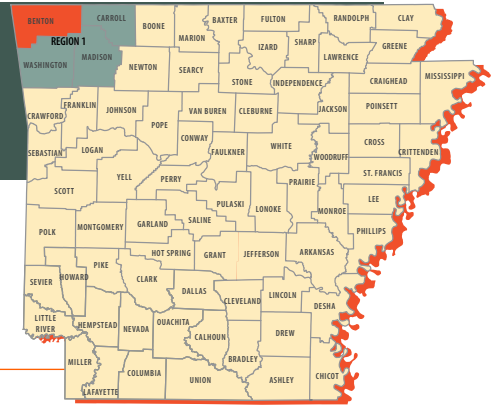 BENTON
CARROLL
BOONE
BAXTER
FULTON
RANDOLPH
CLAY
REGION 1
MARION
IZARD
SHARP
GREENE
WASHINGTON
MADISON
NEWTON
SEARCY
STONE
INDEPENDENCE
LAWRENCE
CRAIGHEAD
MISSISSIPPI
CRAWFORD
FRANKLIN
JOHNSON
POPE
VAN BUREN
CLEBURNE
JACKSON
POINSETT
SEBASTIAN
LOGAN
CONWAY
FAULKNER
WHITE
WOODRUFF
CROSS
CRITTENDEN
SCOTT
YELL
PERRY
PULASKI
LONOKE
PRAIRIE
MONROE
ST. FRANCIS
LEE
POLK
MONTGOMERY
GARLAND
SALINE
PHILLIPS
HOT SPRING
GRANT
JEFFERSON
ARKANSAS
SEVIER
HOWARD
PIKE
CLARK
DALLAS
CLEVELAND
LINCOLN
DESHA
LITTLE
RIVER
HEMPSTEAD
NEVADA
OUACHITA
CALHOUN
BRADLEY
DREW
MILLER
LAFAYETTE
COLUMBIA
UNION
ASHLEY
CHICOT